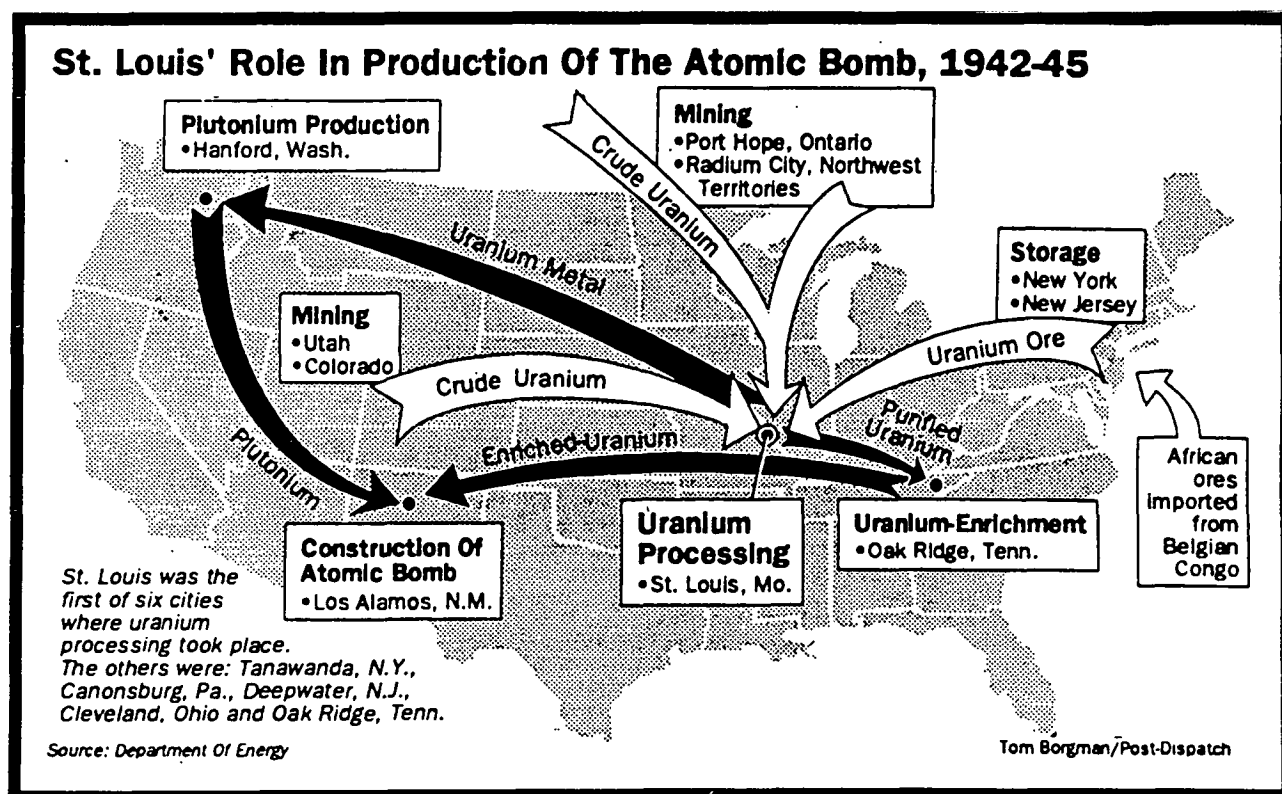 St. Louis' Role In Production Of The Atomic Bomb, 1942-45
Plutonium Production
•Hanford, Wash.
Mining
•Port Hope, Ontario
•Radium City, Northwest
Territories
Crude Uranium
Uranium Metal
Storage
•New York
•New Jersey
Mining
•Utah
•Colorado
Crude Uranium
Uranium Ore
Plutonium
Enriched-Uranium
Purified
Uranium
African
ores
imported
from
Belgian
Congo
Construction Of
Atomic Bomb
•Los Alamos, N.M.
Uranium
Processing
•St. Louis, Mo.
Uranium-Enrichment
•Oak Ridge, Tenn.
St. Louis was the
first of six cities
where uranium
processing took place.
The others were: Tanawanda, N.Y.,
Canonsburg, Pa., Deepwater, N.J.,
Cleveland, Ohio and Oak Ridge, Tenn.
Source: Department Of Energy
Tom Borgman/Post-Dispatch